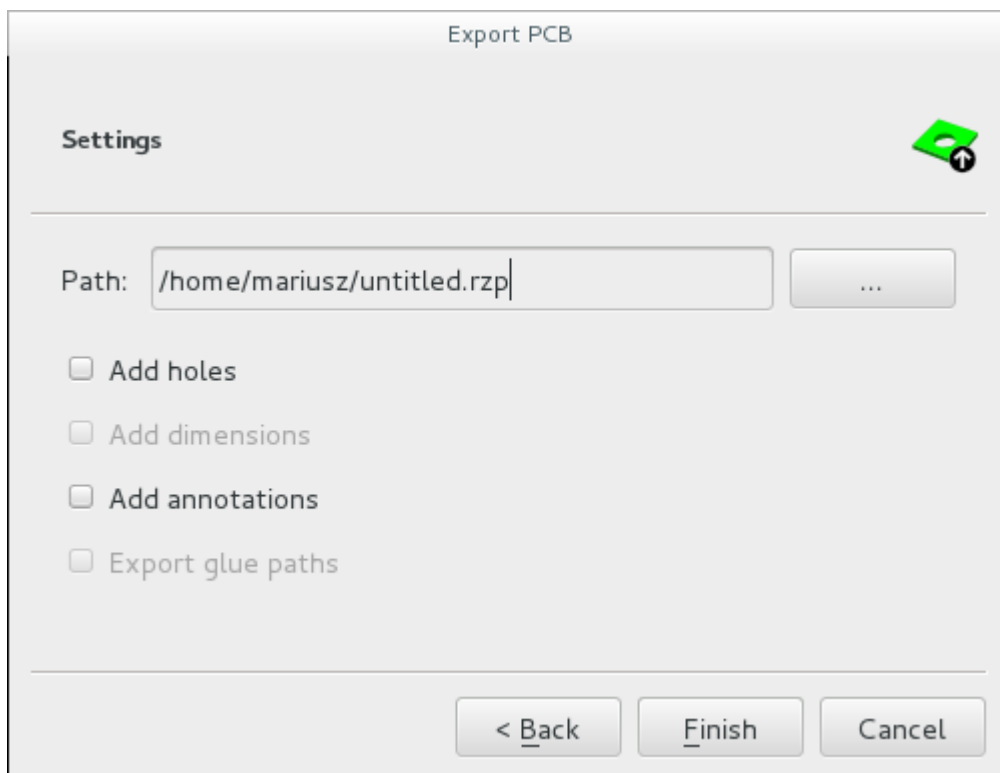 Export PCB
Settings
Path: /home/mariusz/untitled.rzp ...
Add holes
Add dimensions
Add annotations
Export glue paths
< Back Finish Cancel